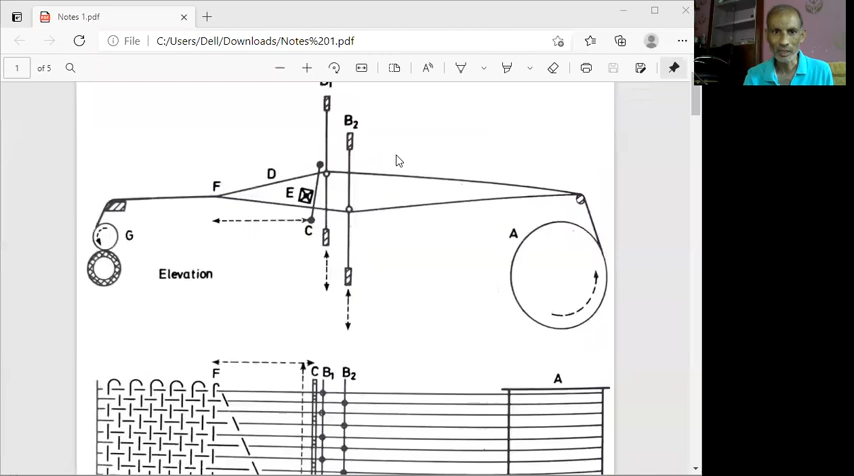 Notes 1.pdf
File C:/Users/Dell/Downloads/Notes%201.pdf
1 of 5
B1
B2
F D
E
C
G
A
Elevation
F C B1 B2 A